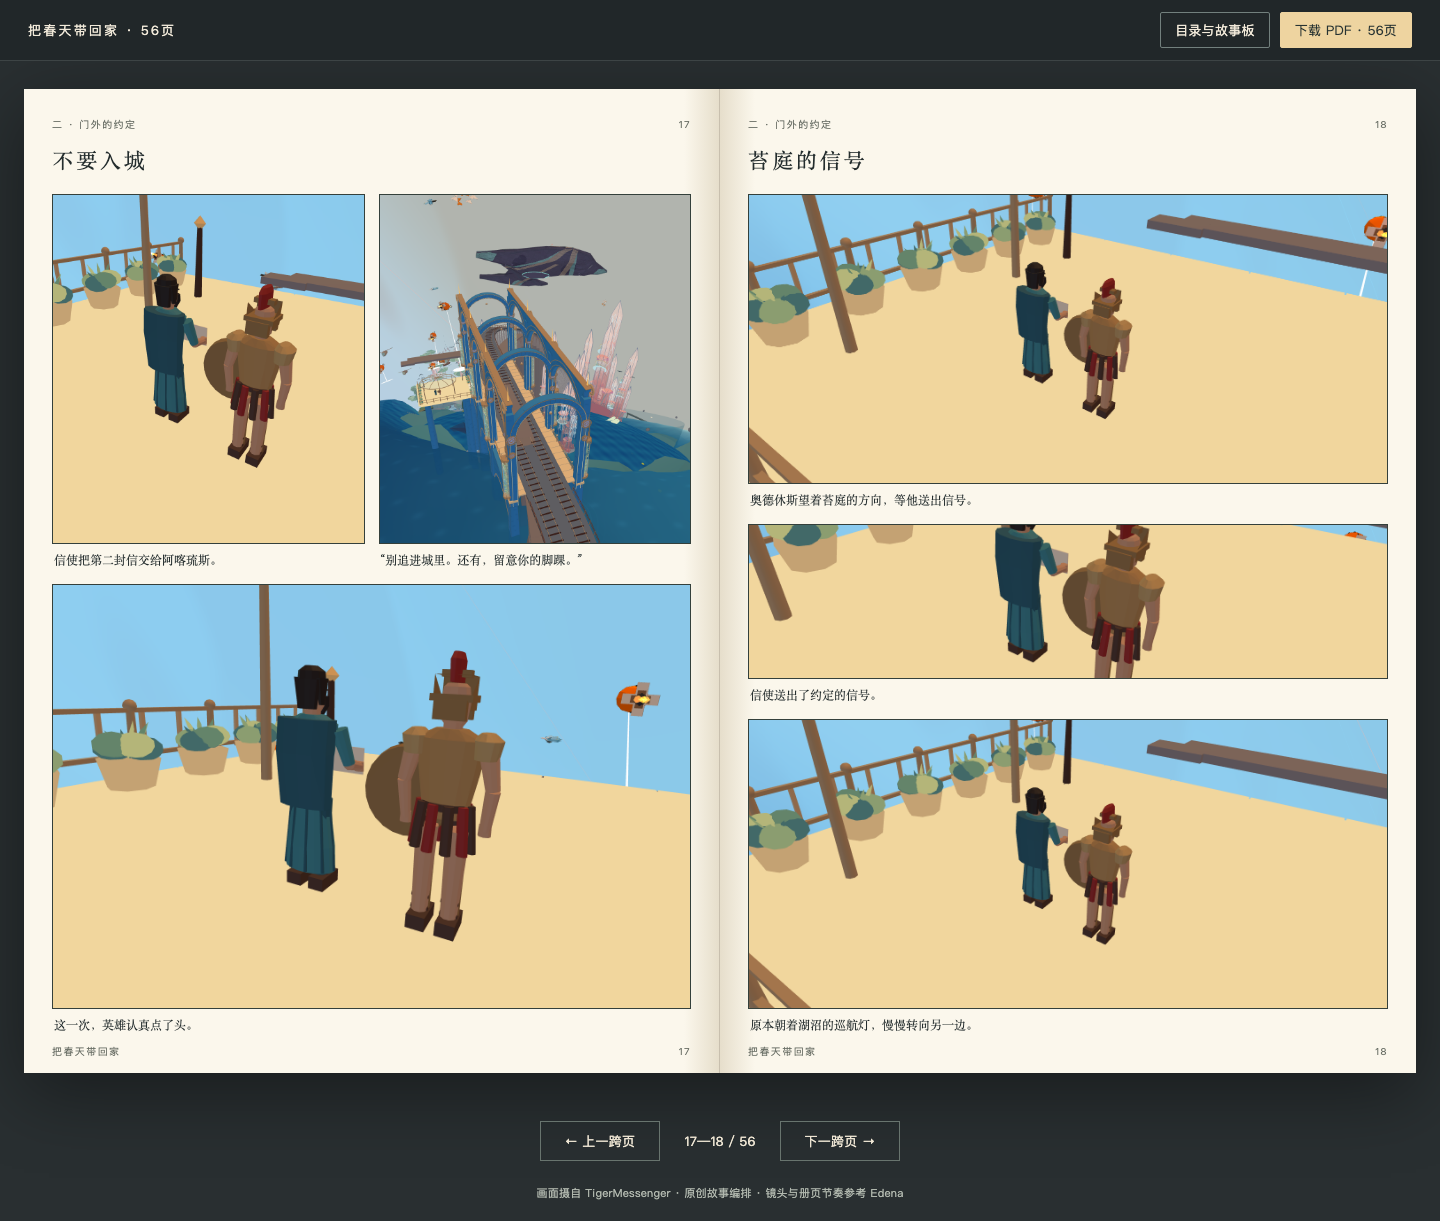 把春天带回家 · 56页
目录与故事板
下载 PDF · 56页
二 · 门外的约定
17
不要入城
信使把第二封信交给阿喀琉斯。
“别追进城里。还有，留意你的脚踝。”
这一次，英雄认真点了头。
把春天带回家
17
二 · 门外的约定
18
苔庭的信号
奥德休斯望着苔庭的方向，等他送出信号。
信使送出了约定的信号。
原本朝着湖沼的巡航灯，慢慢转向另一边。
把春天带回家
18
← 上一跨页
17—18 / 56
下一跨页 →
画面摄自 TigerMessenger · 原创故事编排 · 镜头与册页节奏参考 Edena